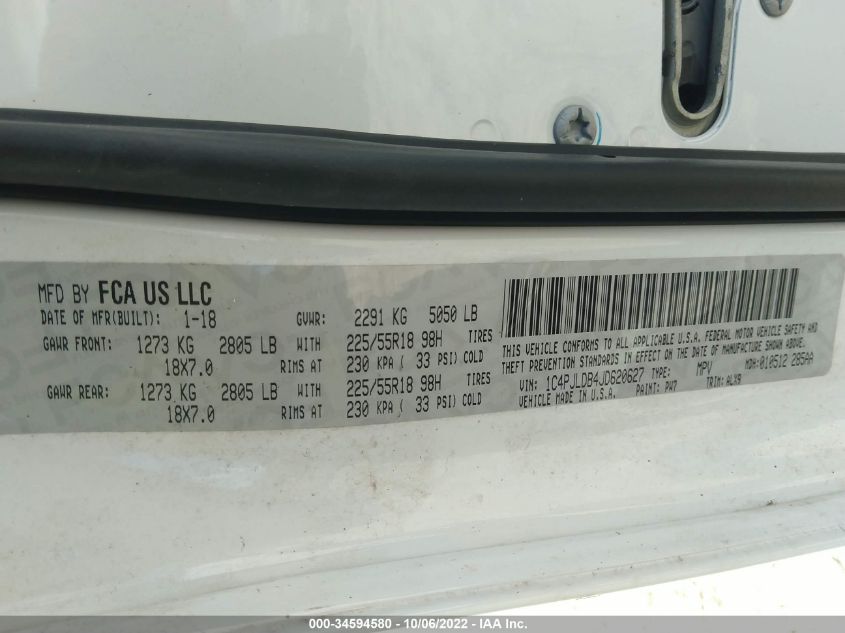 MFD BY FCA US LLC
DATE OF MFR(BUILT): 1-18 GVWR: 2291 KG 5050 LB
GAWR FRONT: 1273 KG 2805 LB WITH 225/55R18 98H TIRES
18X7.0 RIMS AT 230 KPA ( 33 PSI) COLD
GAWR REAR: 1273 KG 2805 LB WITH 225/55R18 98H TIRES
18X7.0 RIMS AT 230 KPA ( 33 PSI) COLD
THIS VEHICLE CONFORMS TO ALL APPLICABLE U.S.A. FEDERAL MOTOR VEHICLE SAFETY AND
THEFT PREVENTION STANDARDS IN EFFECT ON THE DATE OF MANUFACTURE SHOWN ABOVE.
VIN: 1C4PJLDB4JD620627 TYPE: MPV MDH: 010512 285AA
VEHICLE MADE IN U.S.A. PAINT: PW7 TRIM: ALX9
000-34594580 - 10/06/2022 - IAA Inc.